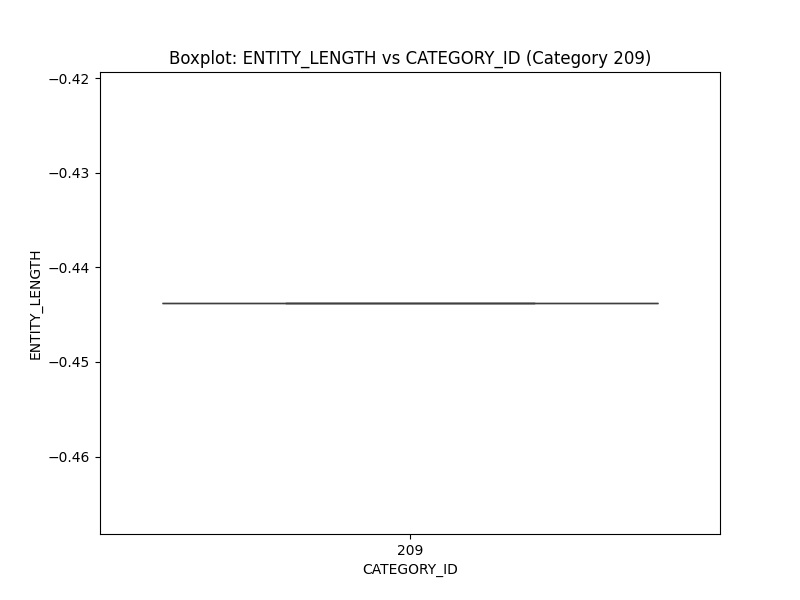 Boxplot: ENTITY_LENGTH vs CATEGORY_ID (Category 209)
−0.42
−0.43
−0.44
−0.45
−0.46
ENTITY_LENGTH
209
CATEGORY_ID